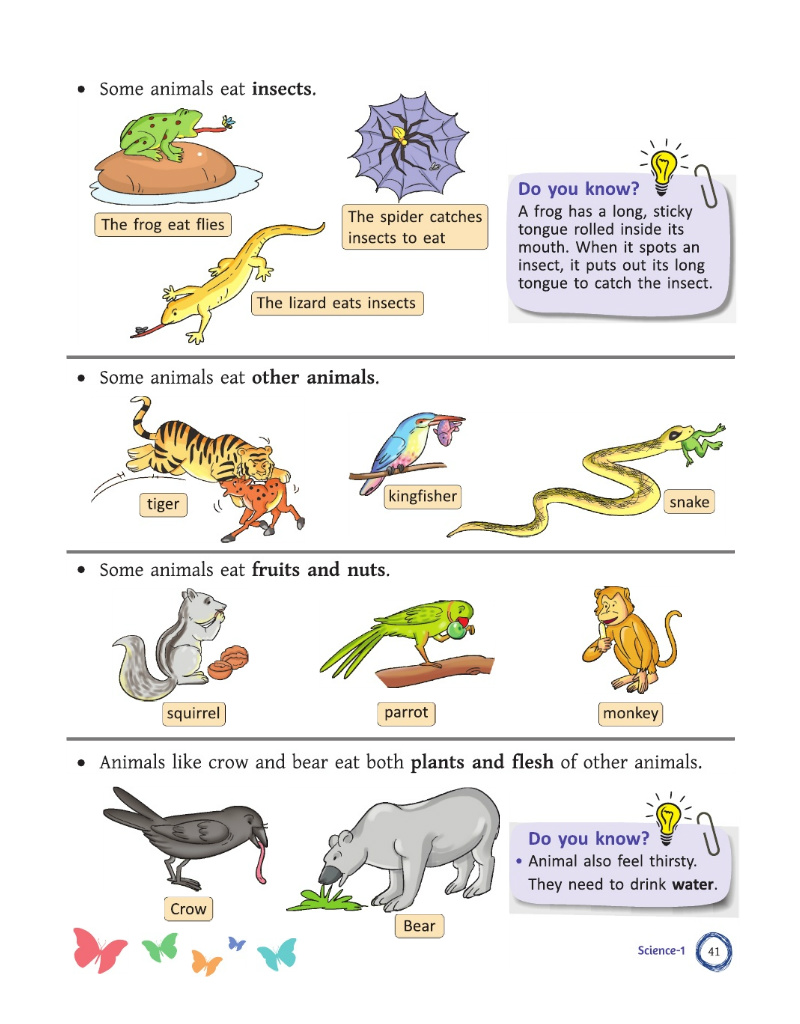 • Some animals eat insects.
The frog eat flies
The spider catches
insects to eat
The lizard eats insects
Do you know?
A frog has a long, sticky
tongue rolled inside its
mouth. When it spots an
insect, it puts out its long
tongue to catch the insect.
• Some animals eat other animals.
tiger
kingfisher
snake
• Some animals eat fruits and nuts.
squirrel
parrot
monkey
• Animals like crow and bear eat both plants and flesh of other animals.
Crow
Bear
Do you know?
• Animal also feel thirsty.
They need to drink water.
Science-1
41